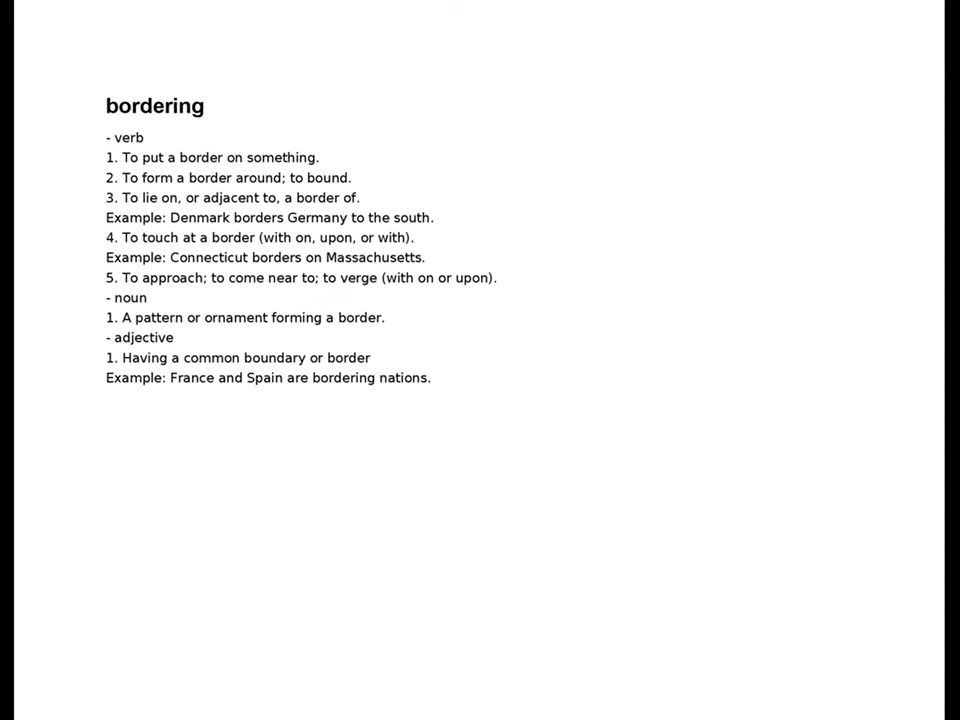 bordering
- verb
1. To put a border on something.
2. To form a border around; to bound.
3. To lie on, or adjacent to, a border of.
Example: Denmark borders Germany to the south.
4. To touch at a border (with on, upon, or with).
Example: Connecticut borders on Massachusetts.
5. To approach; to come near to; to verge (with on or upon).
- noun
1. A pattern or ornament forming a border.
- adjective
1. Having a common boundary or border
Example: France and Spain are bordering nations.